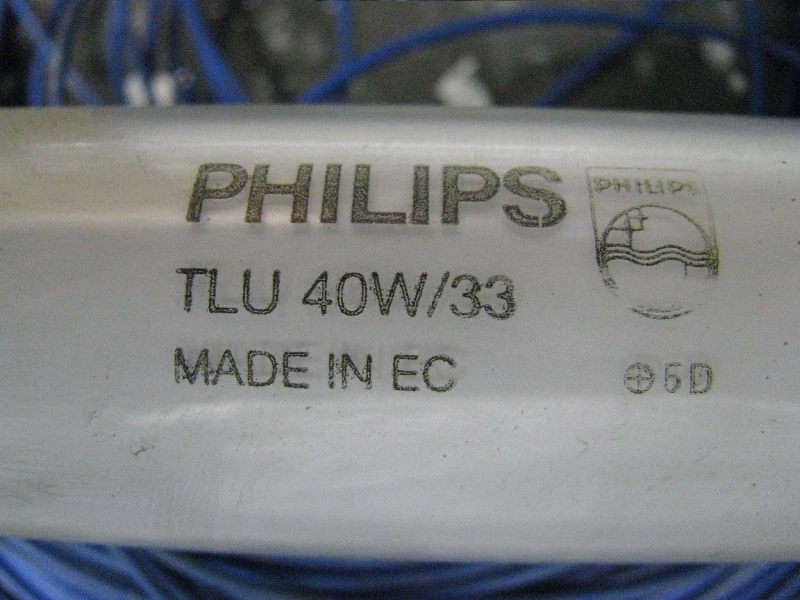 PHILIPS
PHILIPS
TLU 40W/33
MADE IN EC
⊕5D